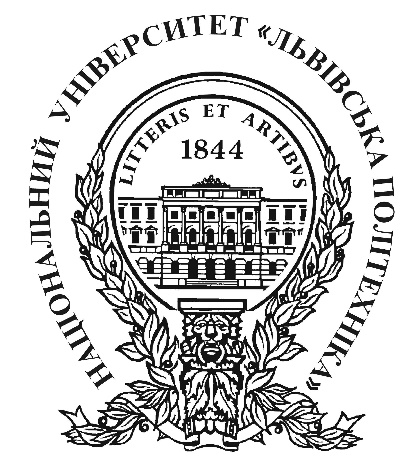 НАЦІОНАЛЬНИЙ УНІВЕРСИТЕТ «ЛЬВІВСЬКА ПОЛІТЕХНІКА»
LITTERIS ET ARTIBVS
1844